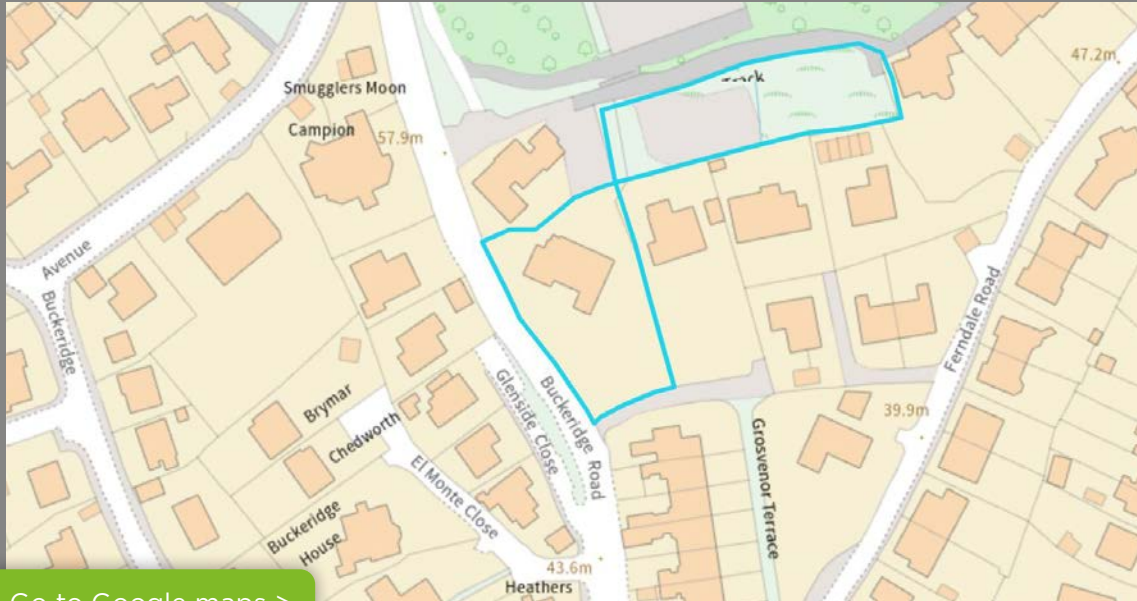 47.2m
Track
Smugglers Moon
Campion
57.9m
Avenue
Buckeridge
Ferndale Road
Brymar
Chedworth
Glenside Close
Buckeridge Road
39.9m
Grosvenor Terrace
El Monte Close
Buckeridge
House
43.6m
Heathers
Go to Google maps >